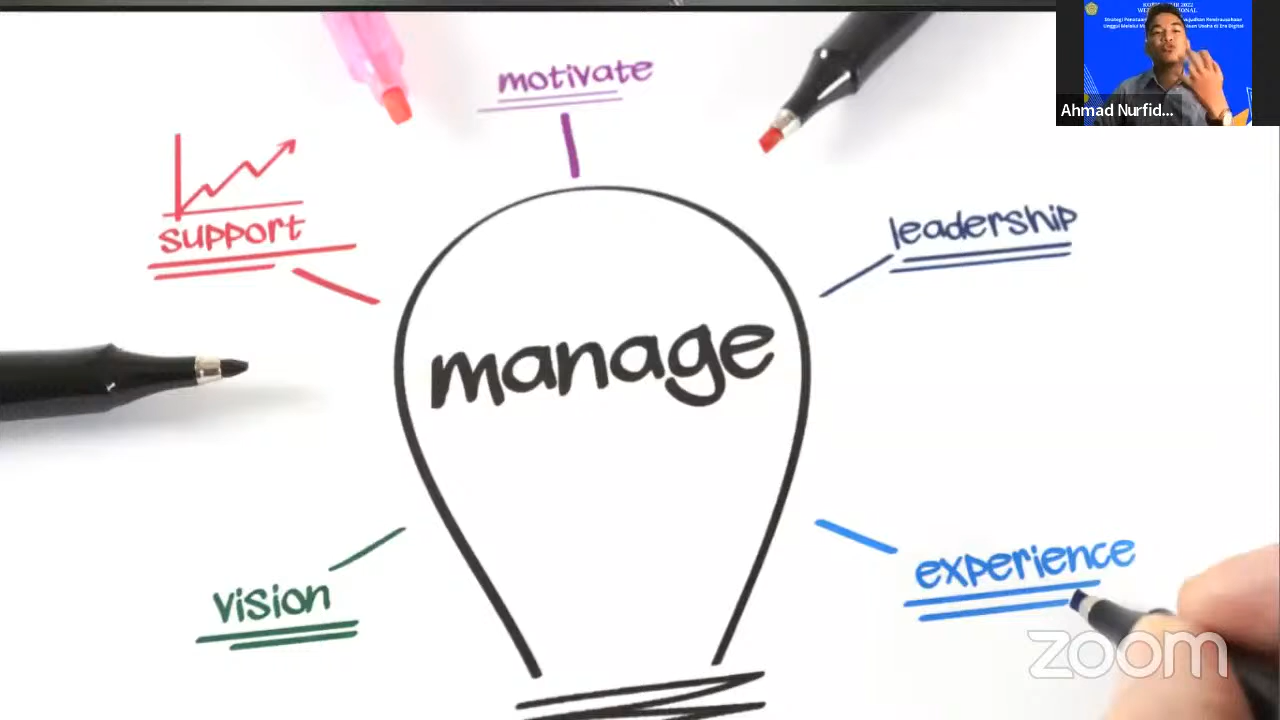 motivate
support
leadership
manage
vision
experience
zoom
Ahmad Nurfid...